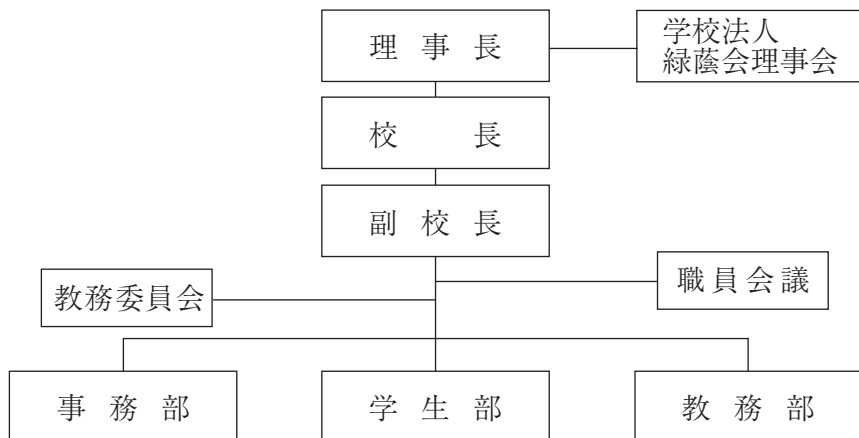 理事長
学校法人
緑蔭会理事会
校長
副校長
職員会議
教務委員会
事務部
学生部
教務部